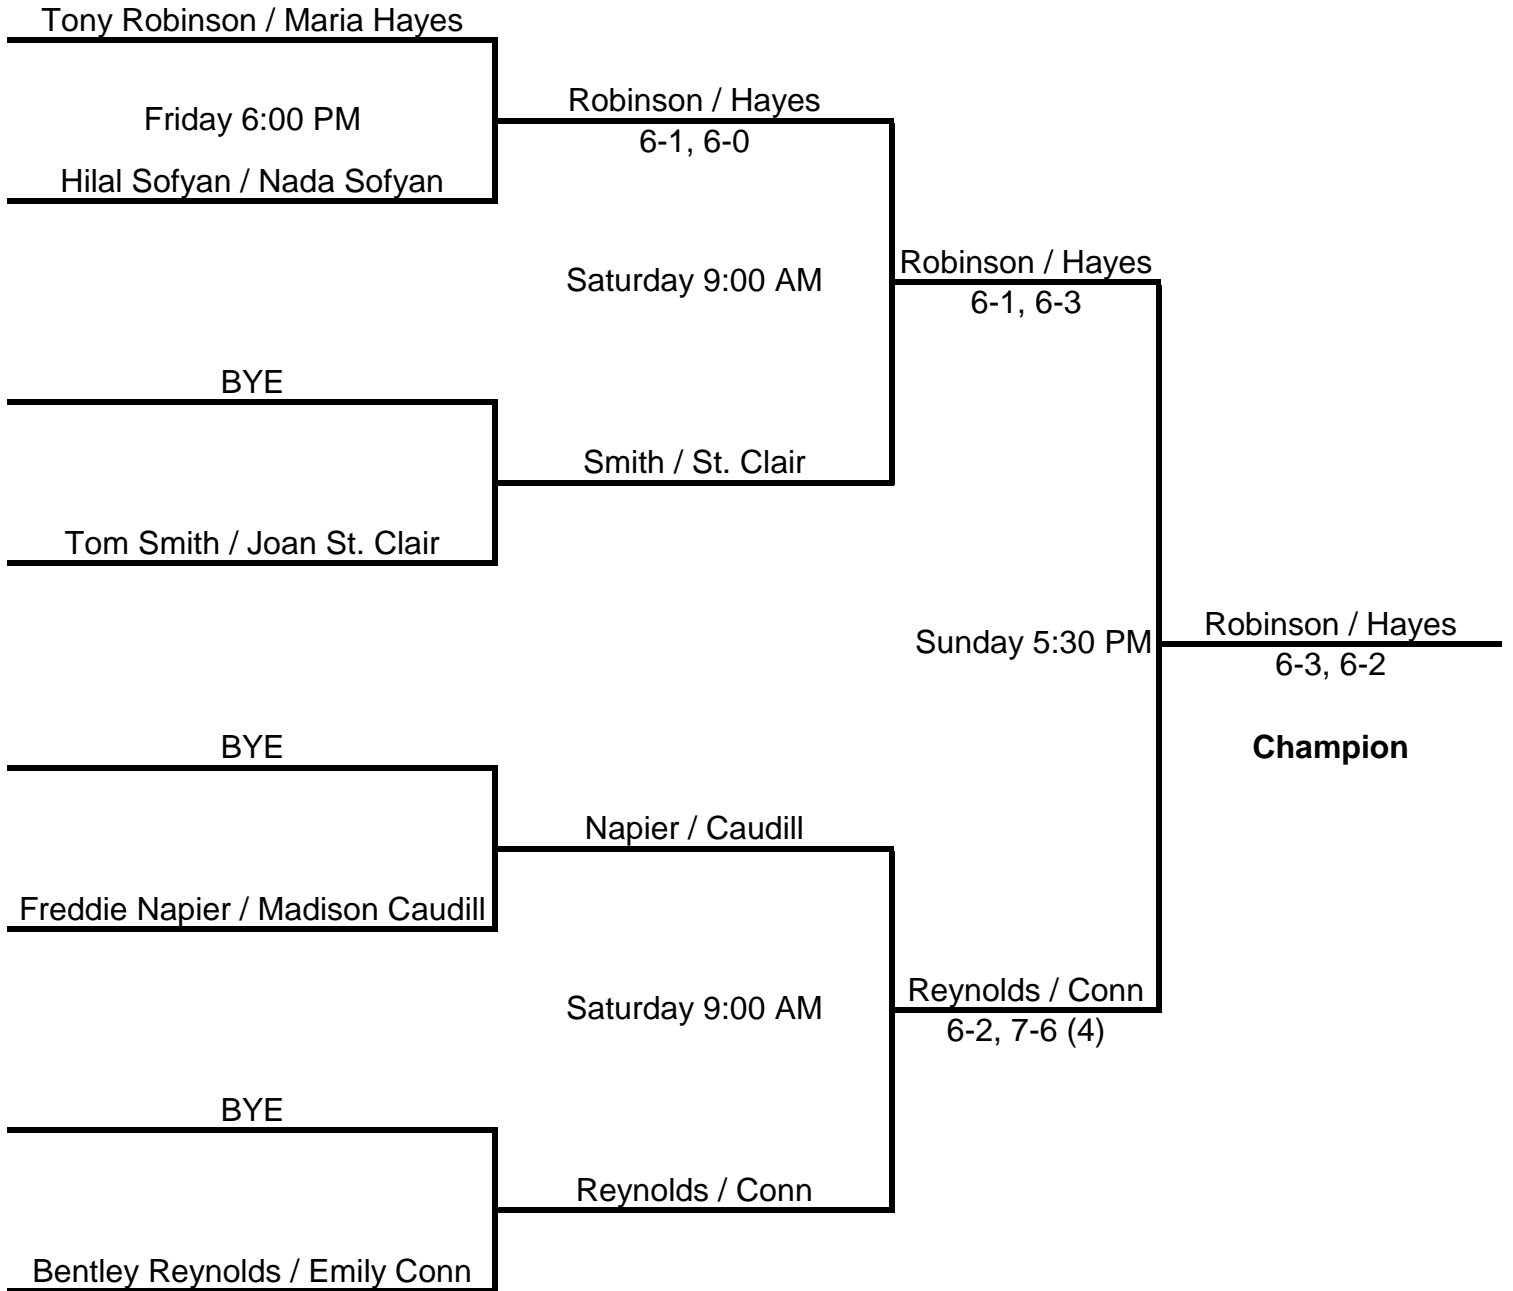 Tony Robinson / Maria Hayes
Friday 6:00 PM
Hilal Sofyan / Nada Sofyan
Robinson / Hayes
6-1, 6-0
Saturday 9:00 AM
Robinson / Hayes
6-1, 6-3
BYE
Smith / St. Clair
Tom Smith / Joan St. Clair
Sunday 5:30 PM
Robinson / Hayes
6-3, 6-2
Champion
BYE
Napier / Caudill
Freddie Napier / Madison Caudill
Saturday 9:00 AM
Reynolds / Conn
6-2, 7-6 (4)
BYE
Reynolds / Conn
Bentley Reynolds / Emily Conn